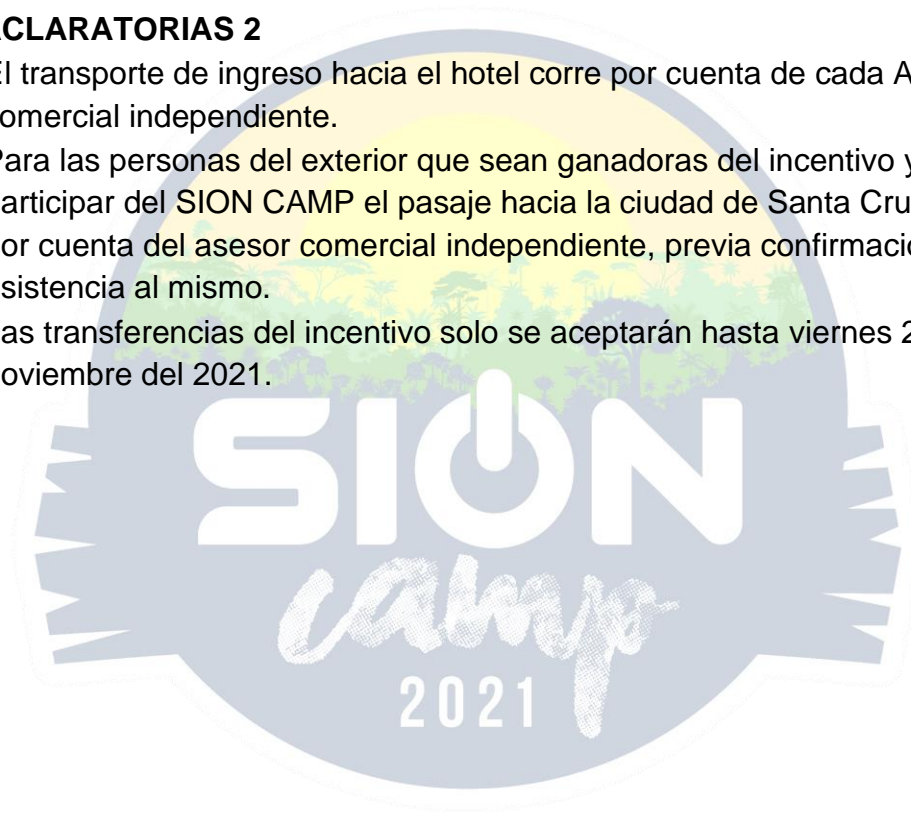 ACLARATORIAS 2
El transporte de ingreso hacia el hotel corre por cuenta de cada A
comercial independiente.
Para las personas del exterior que sean ganadoras del incentivo y
participar del SION CAMP el pasaje hacia la ciudad de Santa Cru
por cuenta del asesor comercial independiente, previa confirmació
asistencia al mismo.
Las transferencias del incentivo solo se aceptarán hasta viernes 2
noviembre del 2021.
SION
camp
2021